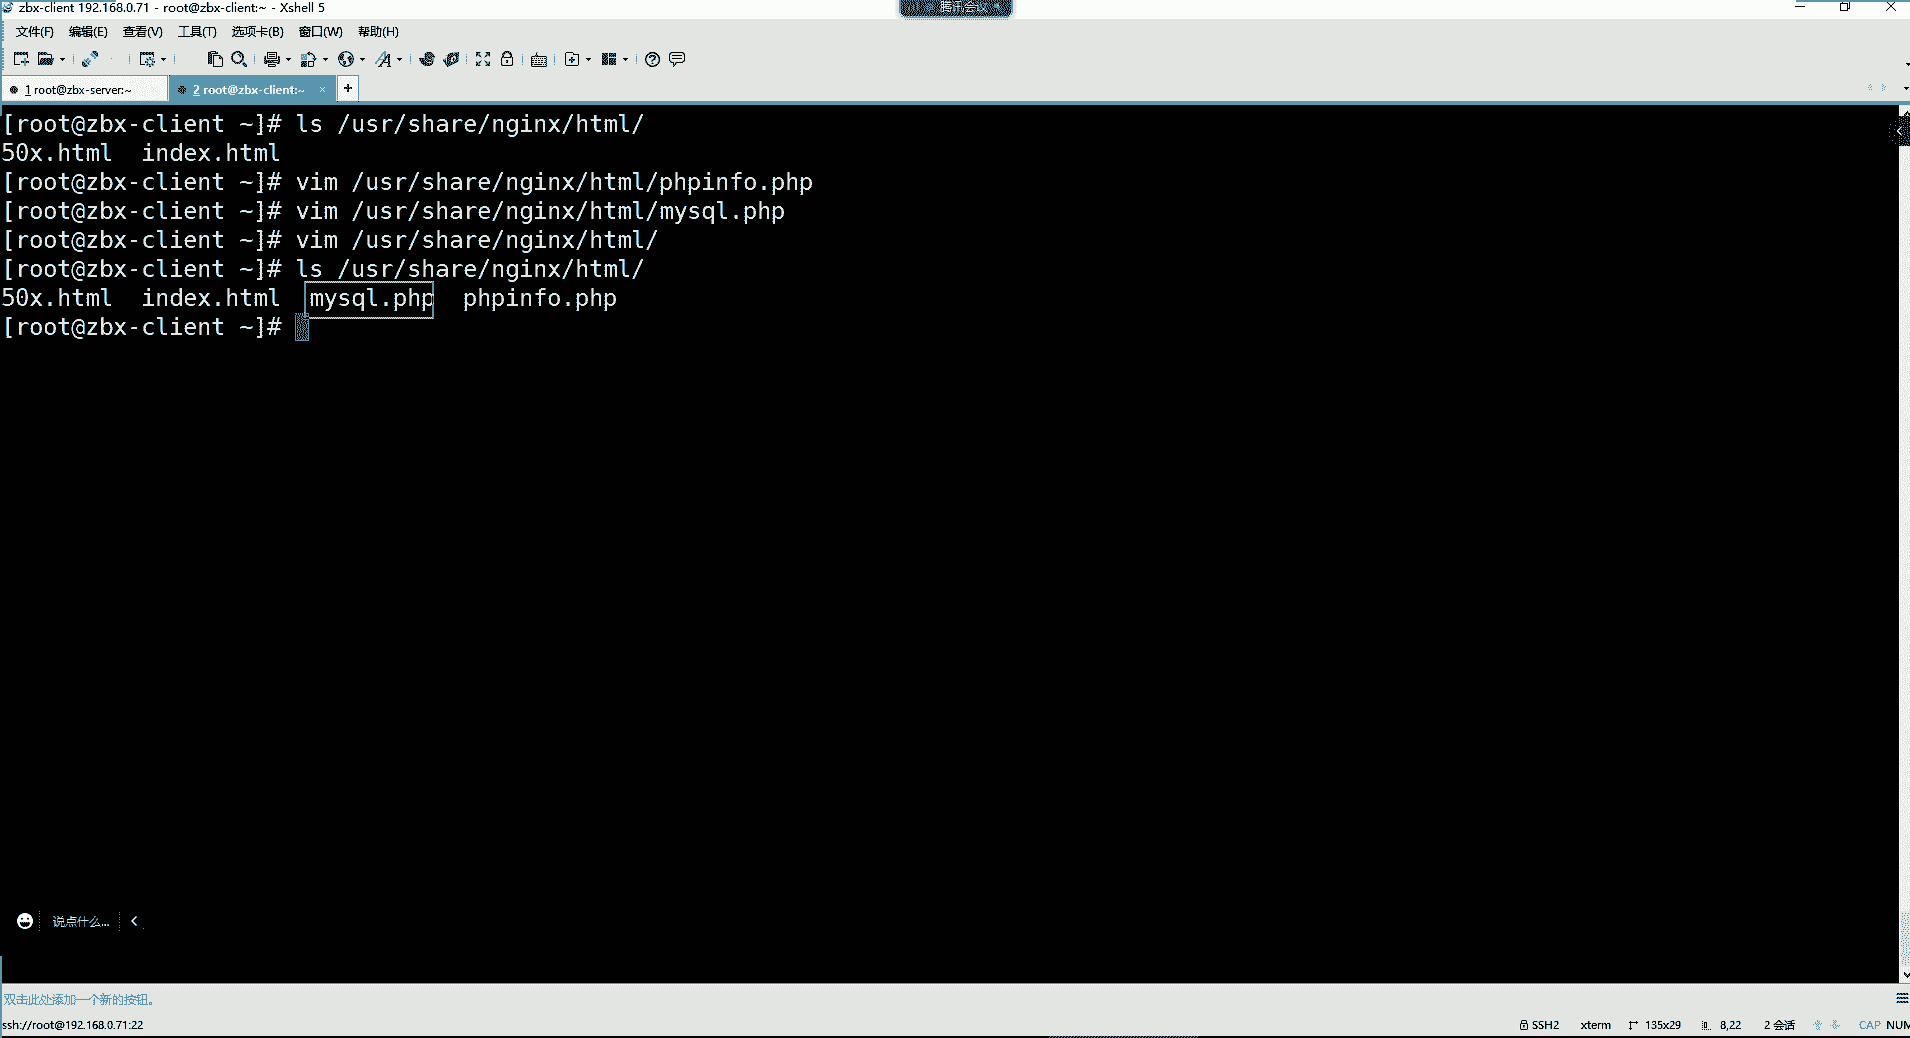 zbx-client 192.168.0.71 - root@zbx-client:~ - Xshell 5
腾讯会议
文件(F) 编辑(E) 查看(V) 工具(T) 选项卡(B) 窗口(W) 帮助(H)
1 root@zbx-server:~ 2 root@zbx-client:~ × +
[root@zbx-client ~]# ls /usr/share/nginx/html/
50x.html index.html
[root@zbx-client ~]# vim /usr/share/nginx/html/phpinfo.php
[root@zbx-client ~]# vim /usr/share/nginx/html/mysql.php
[root@zbx-client ~]# vim /usr/share/nginx/html/
[root@zbx-client ~]# ls /usr/share/nginx/html/
50x.html index.html mysql.php phpinfo.php
[root@zbx-client ~]#
说点什么...
双击此处添加一个新的按钮。
ssh://root@192.168.0.71:22 SSH2 xterm 135x29 8,22 2 会话 CAP NUM